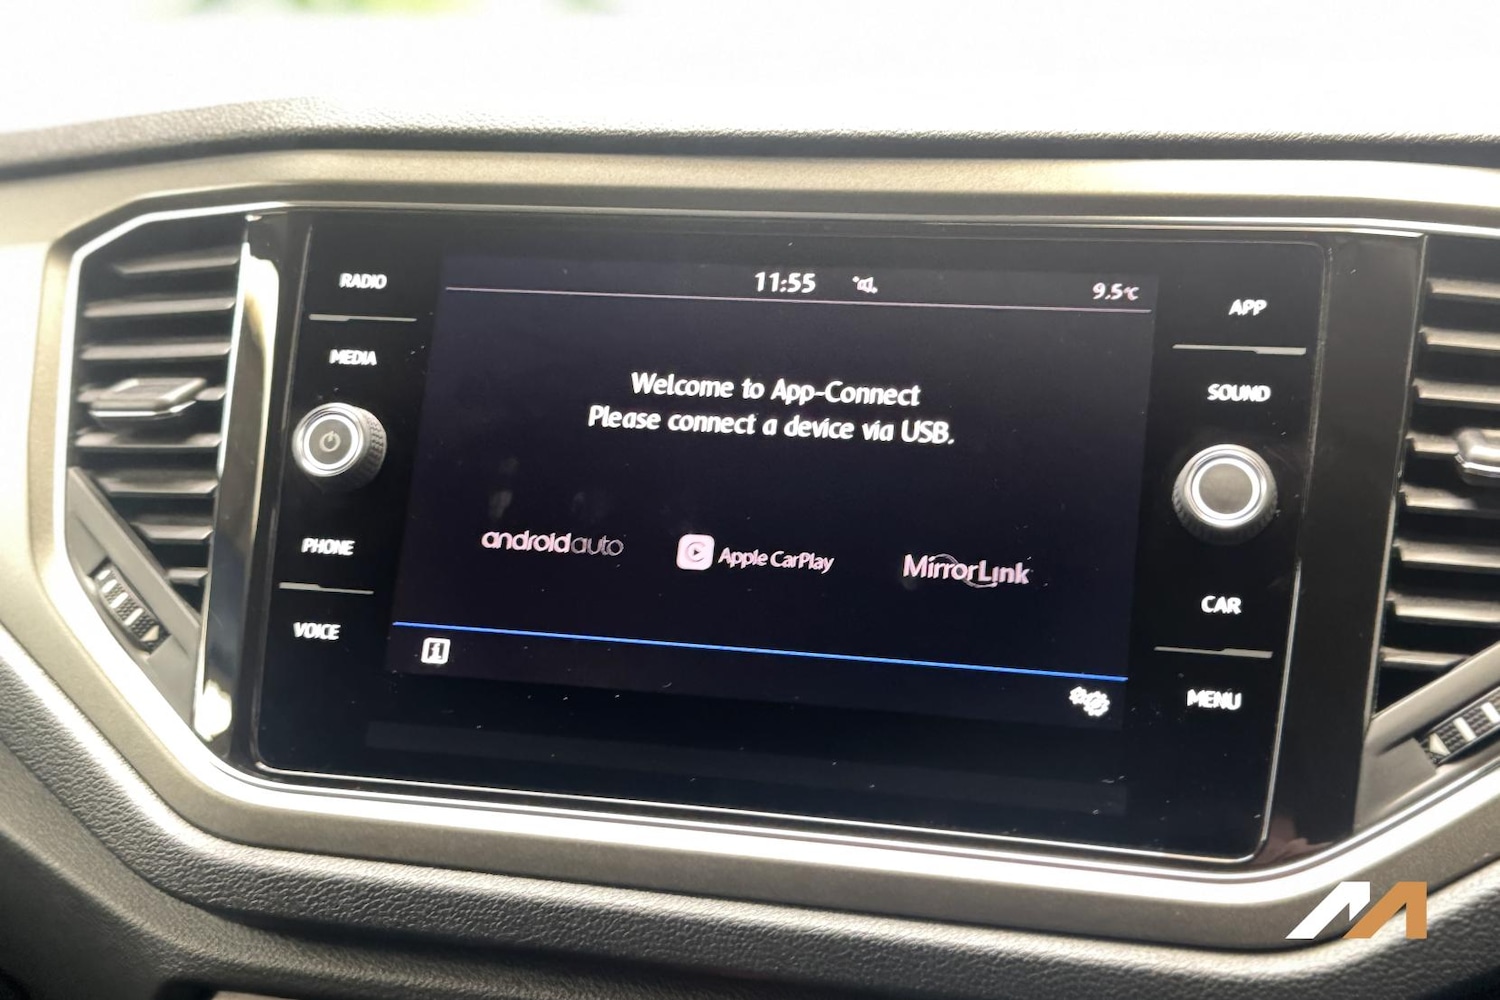 RADIO
MEDIA
PHONE
VOICE
11:55
9.5°C
Welcome to App-Connect
Please connect a device via USB.
androidauto
Apple CarPlay
MirrorLink
APP
SOUND
CAR
MENU